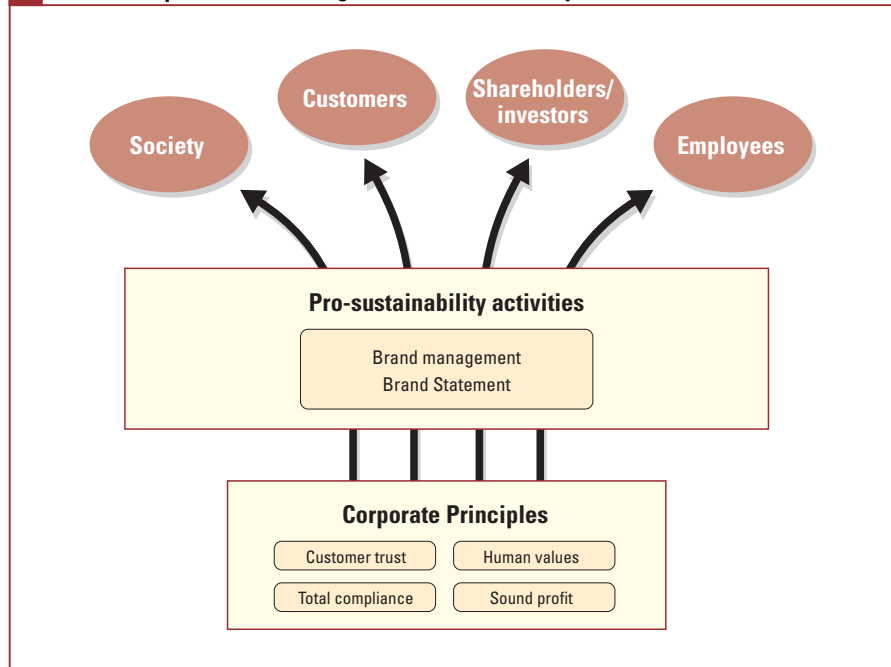 Society
Customers
Shareholders/
investors
Employees
Pro-sustainability activities
Brand management
Brand Statement
Corporate Principles
Customer trust
Human values
Total compliance
Sound profit